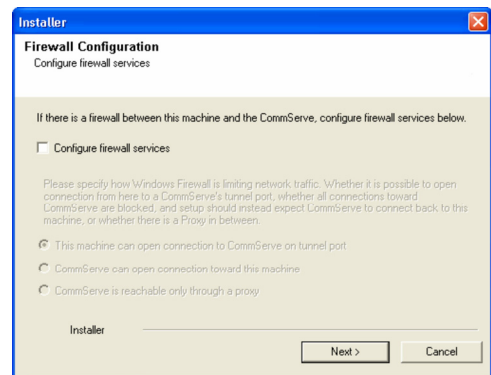 Installer
Firewall Configuration
Configure firewall services
If there is a firewall between this machine and the CommServe, configure firewall services below.
Configure firewall services
Please specify how Windows Firewall is limiting network traffic. Whether it is possible to open
connection from here to a CommServe's tunnel port, whether all connections toward
CommServe are blocked, and setup should instead expect CommServe to connect back to this
machine, or whether there is a Proxy in between.
This machine can open connection to CommServe on tunnel port
CommServe can open connection toward this machine
CommServe is reachable only through a proxy
Installer
Next >
Cancel